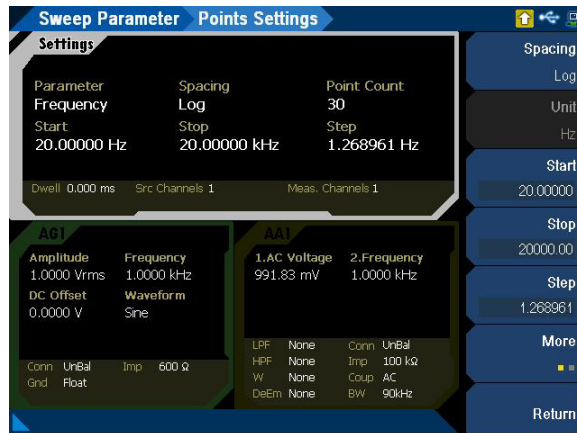 Sweep Parameter Points Settings
Settings
Parameter Spacing Point Count
Frequency Log 30
Start Stop Step
20.00000 Hz 20.00000 kHz 1.268961 Hz
Dwell 0.000 ms Src Channels 1 Meas. Channels 1
AG1
Amplitude Frequency
1.0000 Vrms 1.0000 kHz
DC Offset Waveform
0.0000 V Sine
Conn UnBal Imp 600 Ω
Gnd Float
AA1
1.AC Voltage 2.Frequency
991.83 mV 1.0000 kHz
LPF None Conn UnBal
HPF None Imp 100 kΩ
W None Coup AC
DeEm None BW 90kHz
Spacing
Log
Unit
Hz
Start
20.00000
Stop
20000.00
Step
1.268961
More
Return